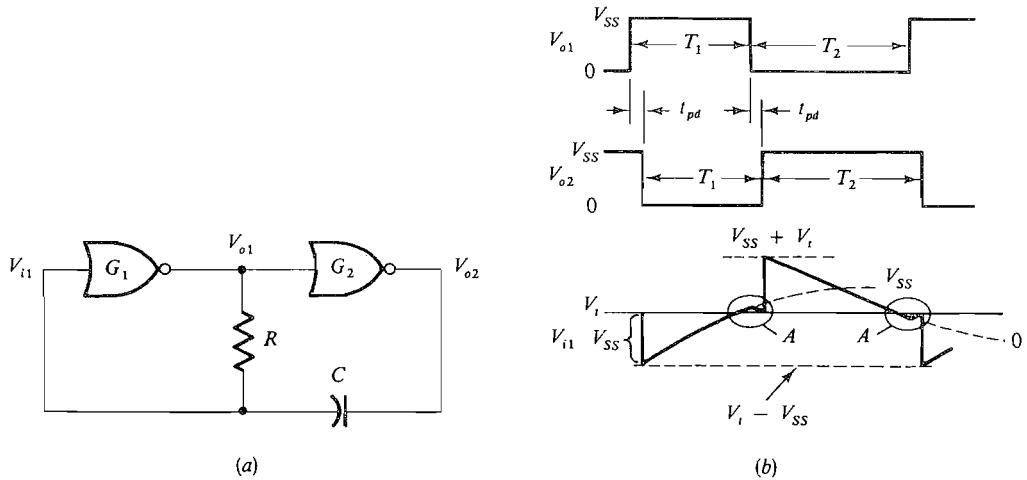 V_i1
G_1
V_o1
G_2
V_o2
R
C
(a)
V_SS
V_o1
T_1
T_2
0
t_pd
t_pd
V_SS
V_o2
T_1
T_2
0
V_SS + V_t
V_SS
V_t
V_i1
V_SS
A
A
0
V_t − V_SS
(b)